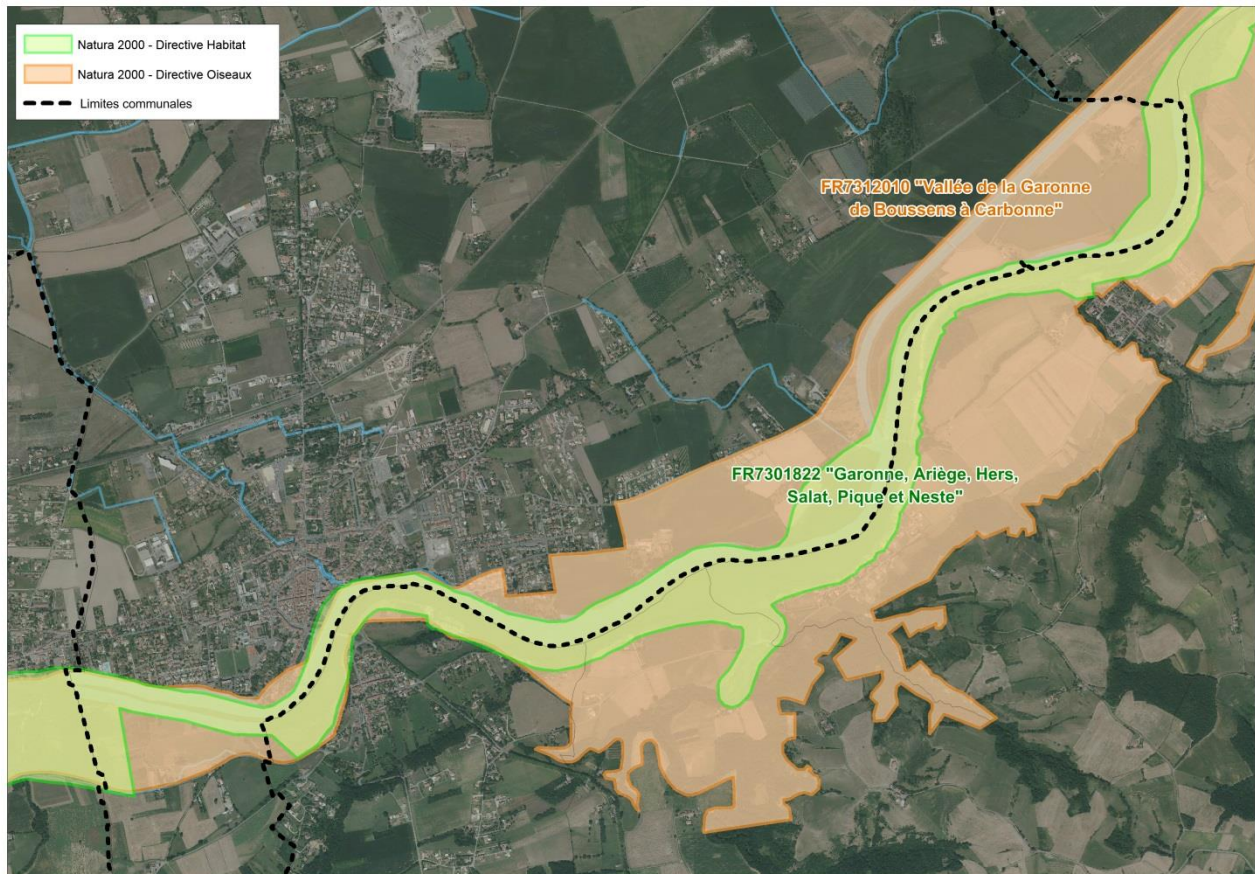 Natura 2000 - Directive Habitat
Natura 2000 - Directive Oiseaux
Limites communales
FR7312010 "Vallée de la Garonne
de Boussens à Carbonne"
FR7301822 "Garonne, Ariège, Hers,
Salat, Pique et Neste"